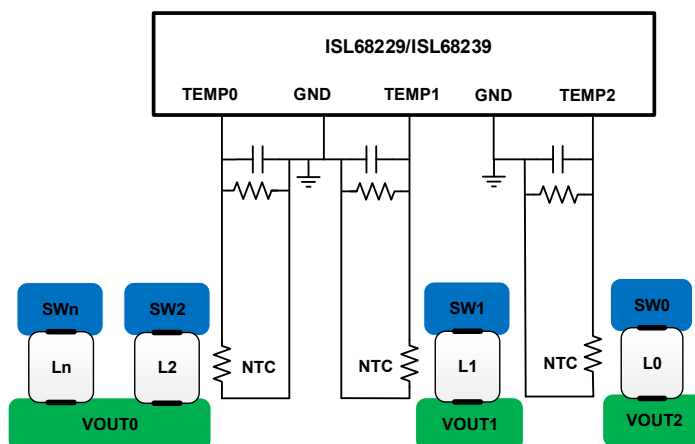 ISL68229/ISL68239
TEMP0 GND TEMP1 GND TEMP2
SWn SW2 SW1 SW0
Ln L2 NTC NTC L1 NTC L0
VOUT0 VOUT1 VOUT2